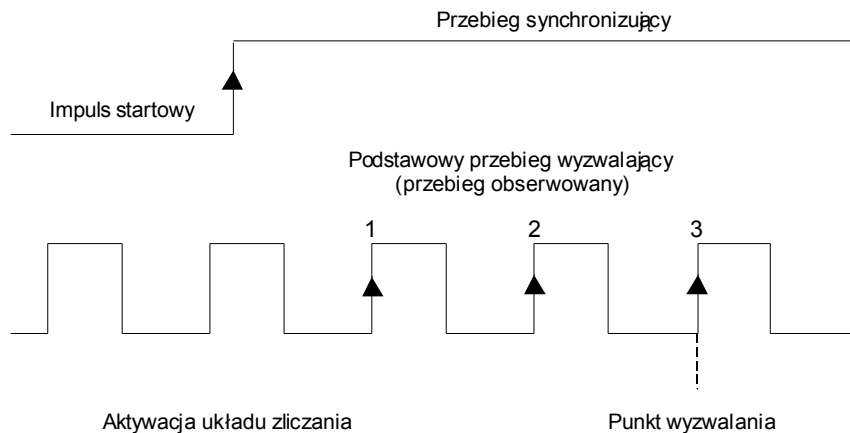 Przebieg synchronizujący
Impuls startowy
Podstawowy przebieg wyzwalający
(przebieg obserwowany)
1 2 3
Aktywacja układu zliczania Punkt wyzwalania